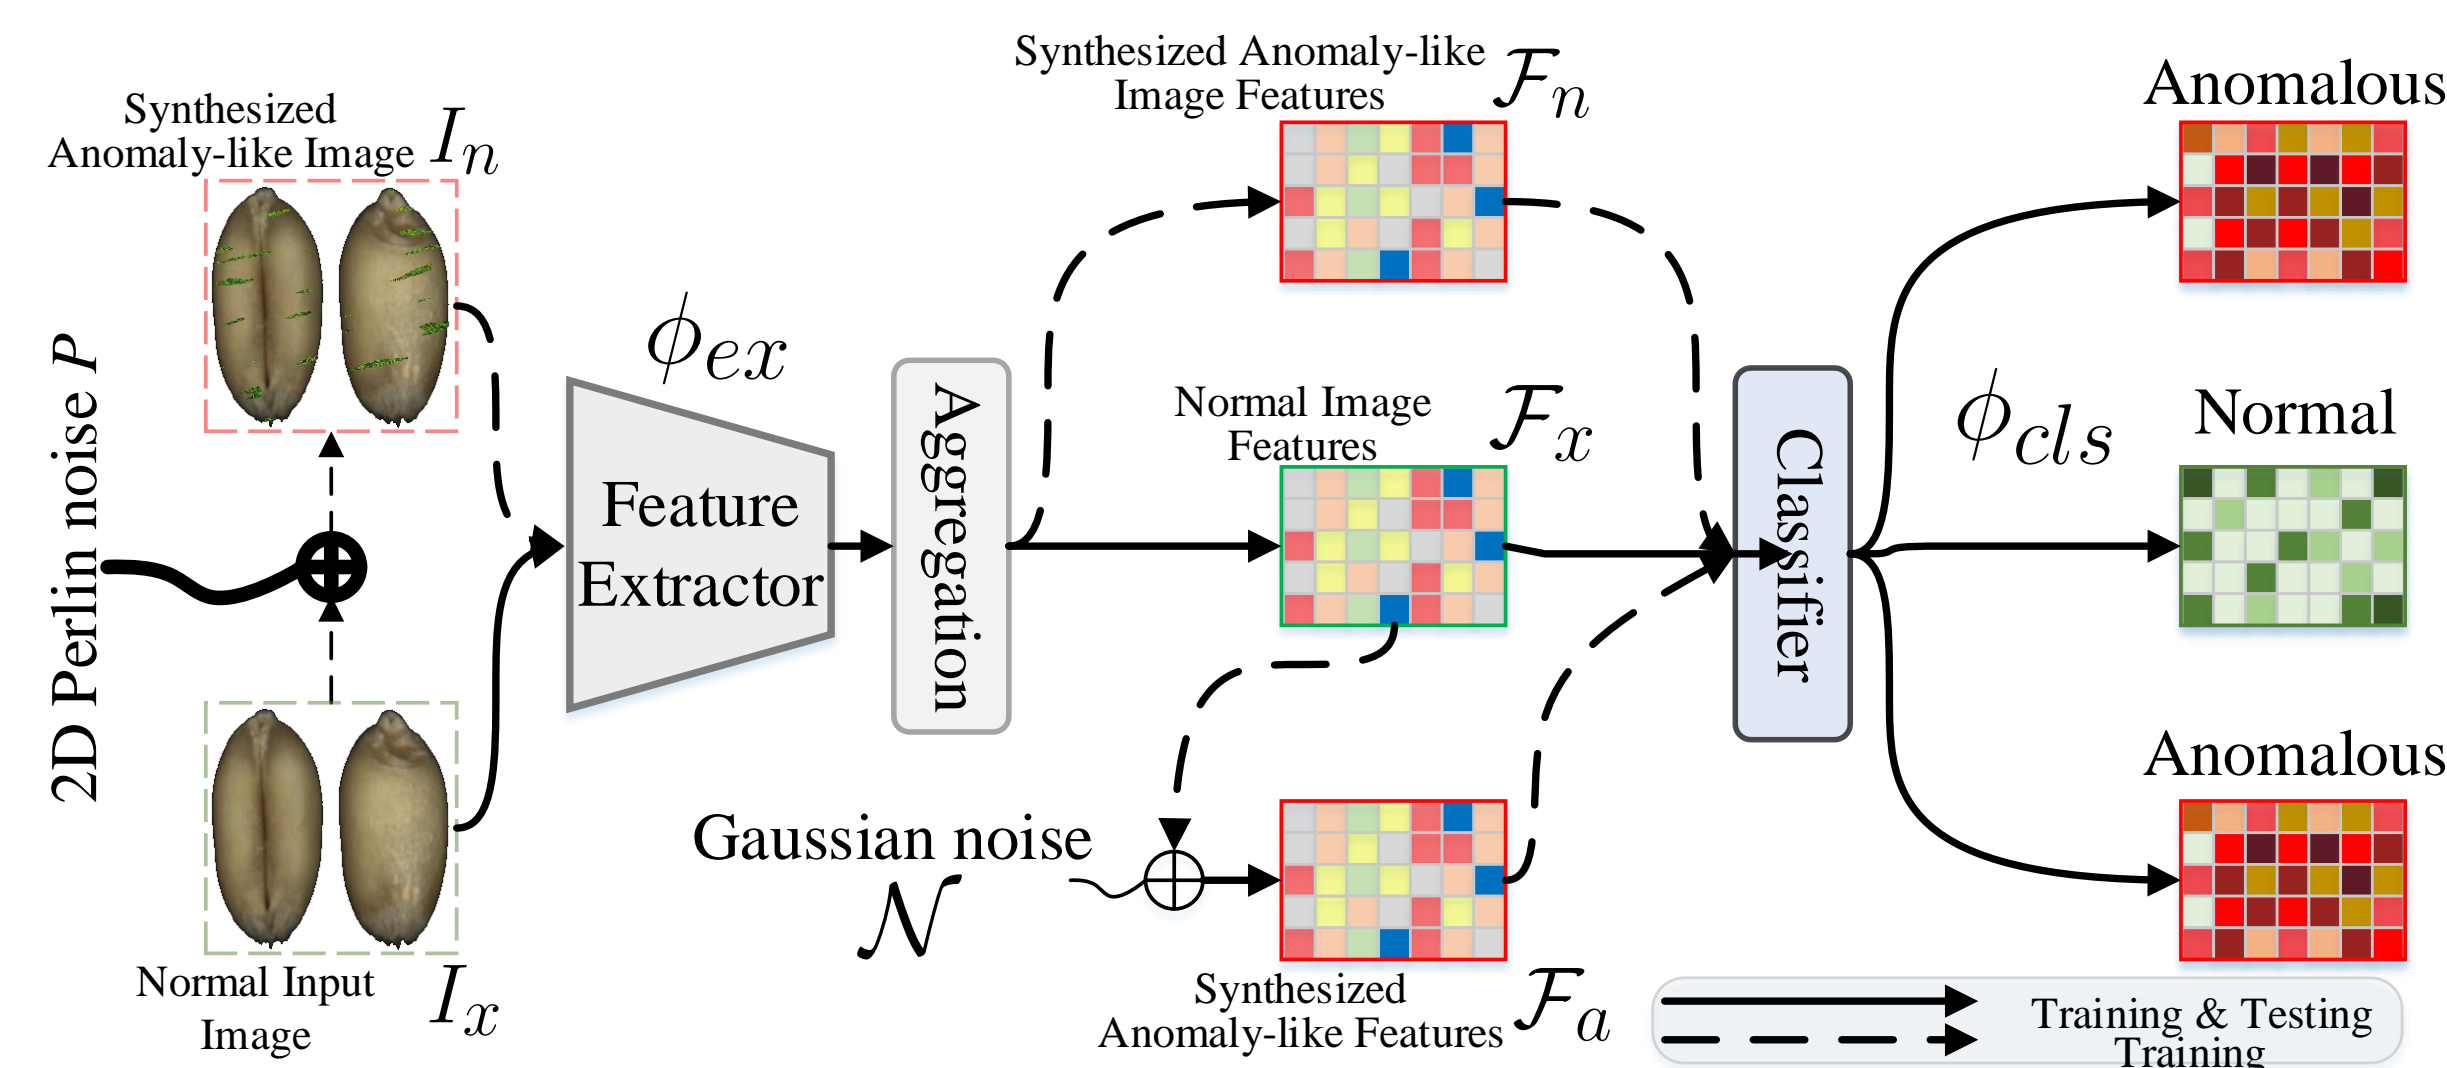 Synthesized
Anomaly-like Image Iₙ
2D Perlin noise P
Normal Input
Image
Iₓ
ϕₑₓ
Feature
Extractor
Aggregation
Synthesized Anomaly-like
Image Features
ℱₙ
Normal Image
Features
ℱₓ
Gaussian noise
𝒩
Synthesized
Anomaly-like Features
ℱₐ
Classifier
ϕ_cls
Anomalous
Normal
Anomalous
Training & Testing
Training